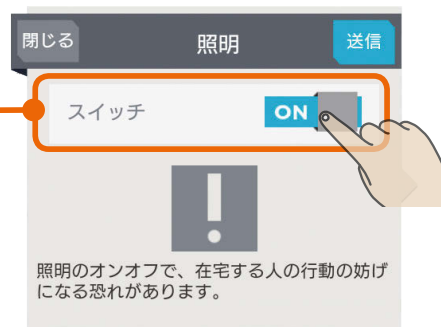 閉じる 照明 送信
スイッチ ON
照明のオンオフで、在宅する人の行動の妨げ
になる恐れがあります。